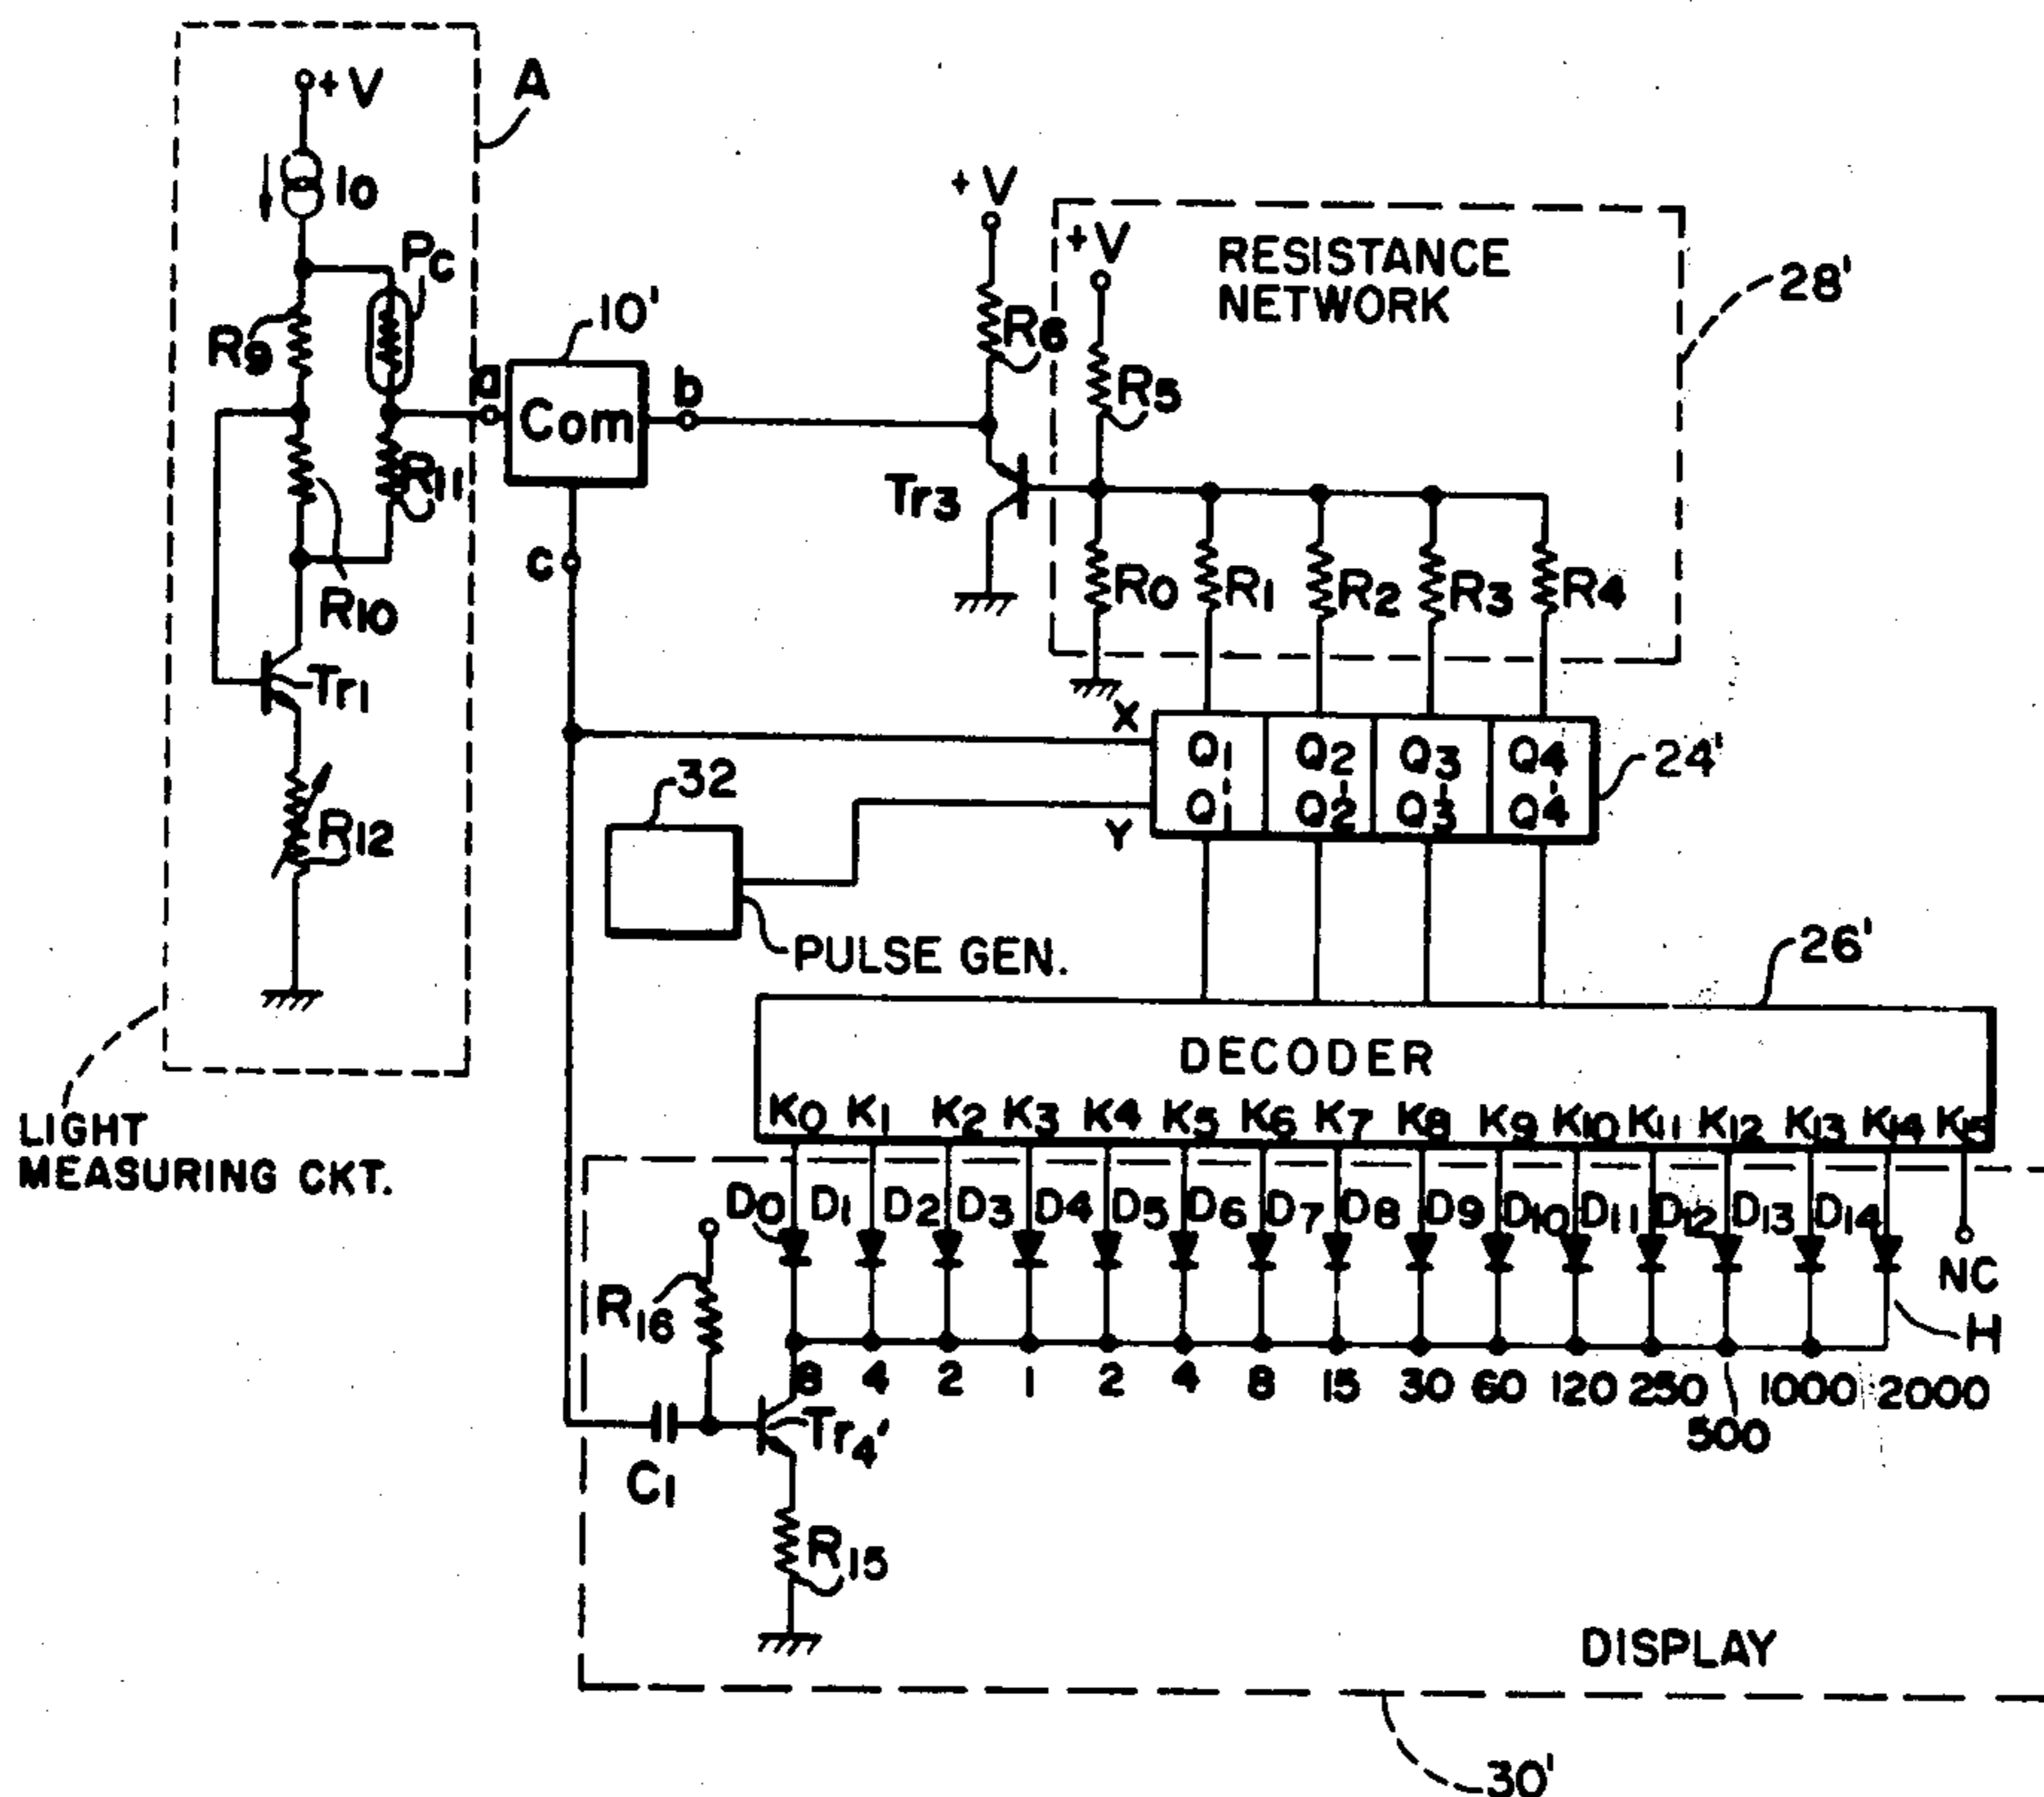 A
+V
I0
Pc
R9
a
10'
Com
b
R11
c
R10
Tr1
R12
LIGHT
MEASURING CKT.
+V
+V
RESISTANCE
NETWORK
28'
R6
R5
Tr3
R0 R1 R2 R3 R4
X
Y
Q1 Q2 Q3 Q4
Q1' Q2' Q3' Q4'
24'
32
PULSE GEN.
26'
DECODER
K0 K1 K2 K3 K4 K5 K6 K7 K8 K9 K10 K11 K12 K13 K14 K15
D0 D1 D2 D3 D4 D5 D6 D7 D8 D9 D10 D11 D12 D13 D14
NC
H
R16
8 4 2 1 2 4 8 15 30 60 120 250 1000 2000
500
C1
Tr4'
R15
DISPLAY
30'